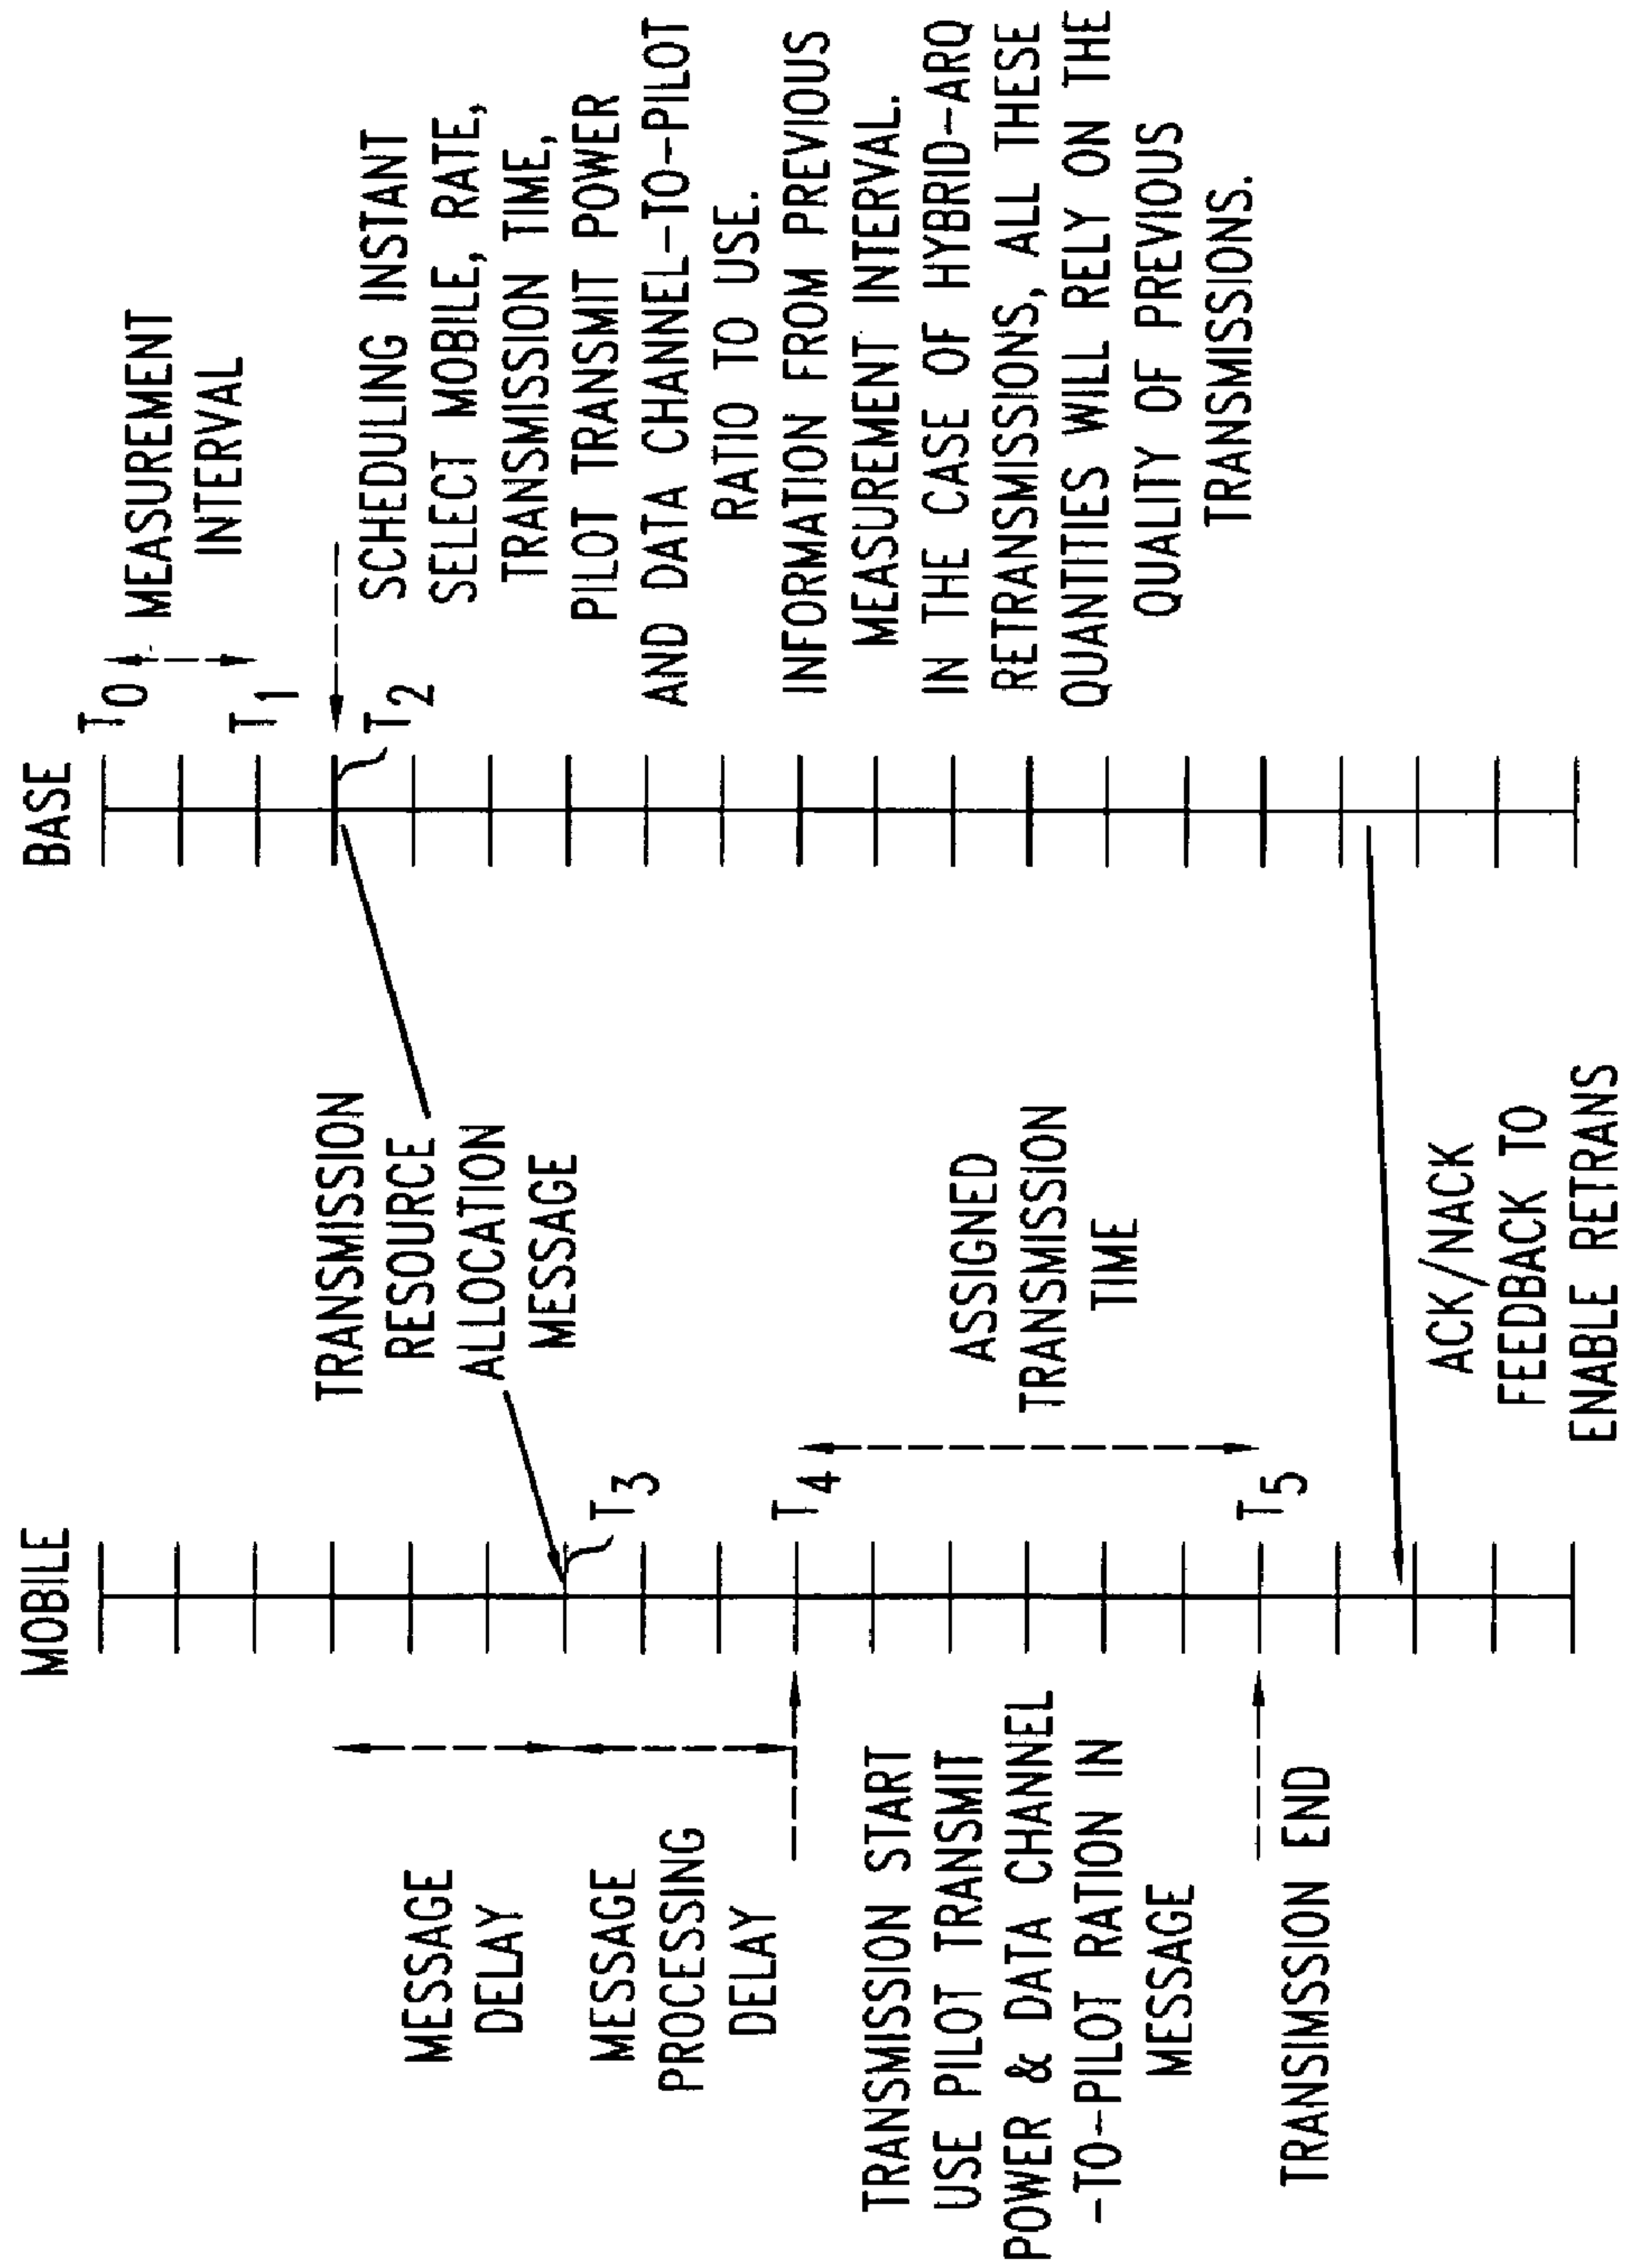 MOBILE
BASE
T0
MEASUREMENT
INTERVAL
T1
T2
SCHEDULING INSTANT
SELECT MOBILE, RATE,
TRANSMISSION TIME,
PILOT TRANSMIT POWER
AND DATA CHANNEL-TO-PILOT
RATIO TO USE.
INFORMATION FROM PREVIOUS
MEASUREMENT INTERVAL.
IN THE CASE OF HYBRID-ARQ
RETRANSMISSIONS, ALL THESE
QUANTITIES WILL RELY ON THE
QUALITY OF PREVIOUS
TRANSMISSIONS.
TRANSMISSION
RESOURCE
ALLOCATION
MESSAGE
T3
MESSAGE
DELAY
MESSAGE
PROCESSING
DELAY
T4
TRANSMISSION START
USE PILOT TRANSMIT
POWER & DATA CHANNEL
-TO-PILOT RATION IN
MESSAGE
ASSIGNED
TRANSMISSION
TIME
T5
TRANSIMSSION END
ACK/NACK
FEEDBACK TO
ENABLE RETRANS